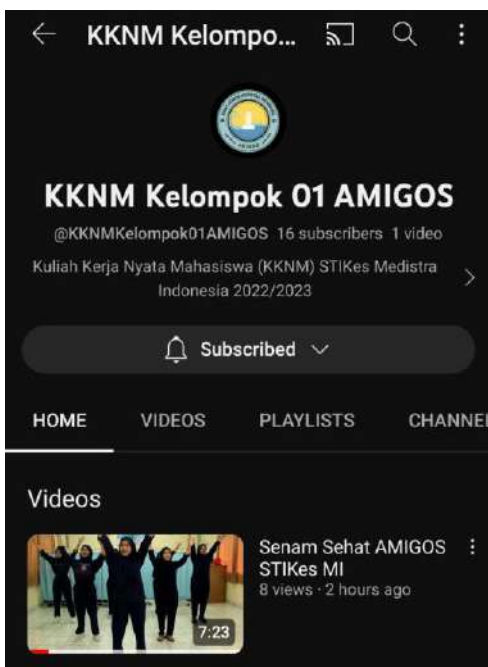 KKNM Kelompo...
KKNM Kelompok 01 AMIGOS
@KKNMKelompok01AMIGOS 16 subscribers 1 video
Kuliah Kerja Nyata Mahasiswa (KKNM) STIKes Medistra
Indonesia 2022/2023
Subscribed
HOME VIDEOS PLAYLISTS CHANNEL
Videos
Senam Sehat AMIGOS
STIKes MI
8 views · 2 hours ago
7:23